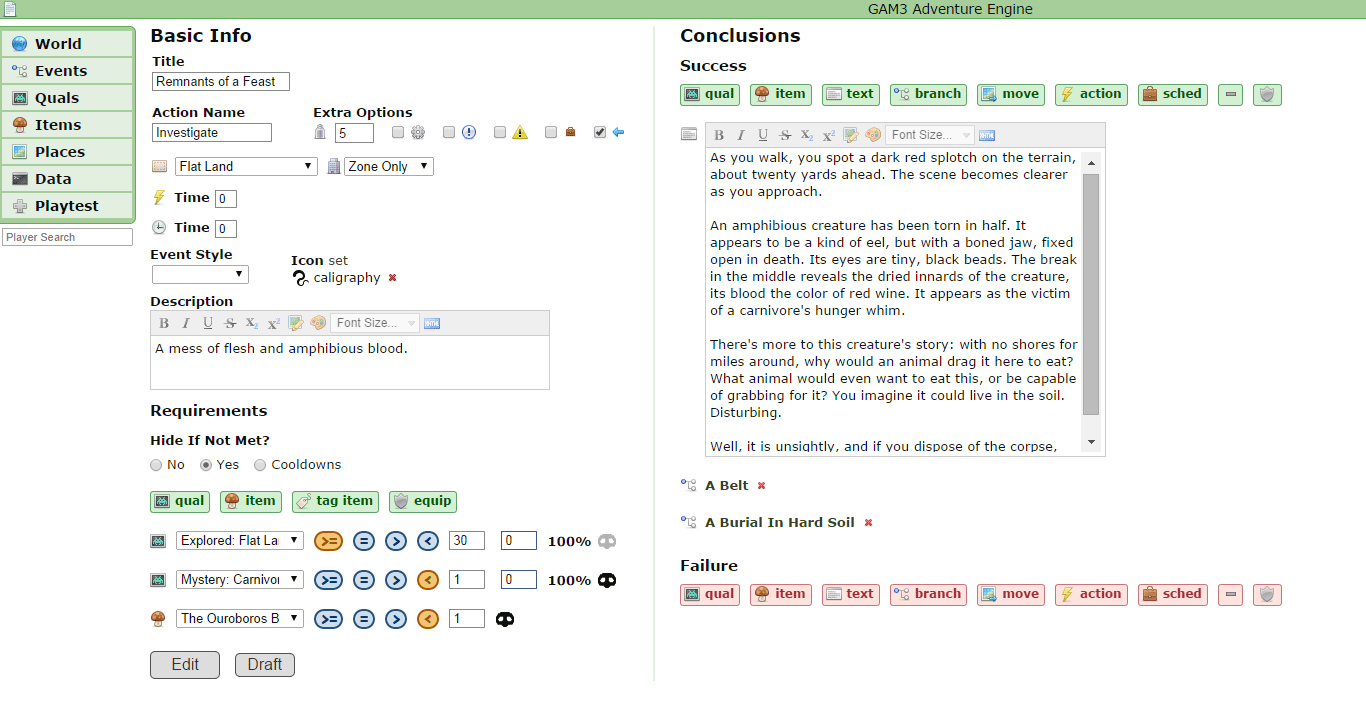 GAM3 Adventure Engine
World
Events
Quals
Items
Places
Data
Playtest
Player Search
Basic Info
Title
Remnants of a Feast
Action Name
Extra Options
Investigate
5
Flat Land
Zone Only
Time 0
Time 0
Event Style
Icon set
caligraphy
Description
B I U S X2 X2 Font Size...
A mess of flesh and amphibious blood.
Requirements
Hide If Not Met?
No Yes Cooldowns
qual item tag item equip
Explored: Flat La >= = > < 30 0 100%
Mystery: Carnivor >= = > < 1 0 100%
The Ouroboros B >= = > < 1
Edit Draft
Conclusions
Success
qual item text branch move action sched
B I U S X2 X2 Font Size...
As you walk, you spot a dark red splotch on the terrain,
about twenty yards ahead. The scene becomes clearer
as you approach.
An amphibious creature has been torn in half. It
appears to be a kind of eel, but with a boned jaw, fixed
open in death. Its eyes are tiny, black beads. The break
in the middle reveals the dried innards of the creature,
its blood the color of red wine. It appears as the victim
of a carnivore's hunger whim.
There's more to this creature's story: with no shores for
miles around, why would an animal drag it here to eat?
What animal would even want to eat this, or be capable
of grabbing for it? You imagine it could live in the soil.
Disturbing.
Well, it is unsightly, and if you dispose of the corpse,
A Belt
A Burial In Hard Soil
Failure
qual item text branch move action sched